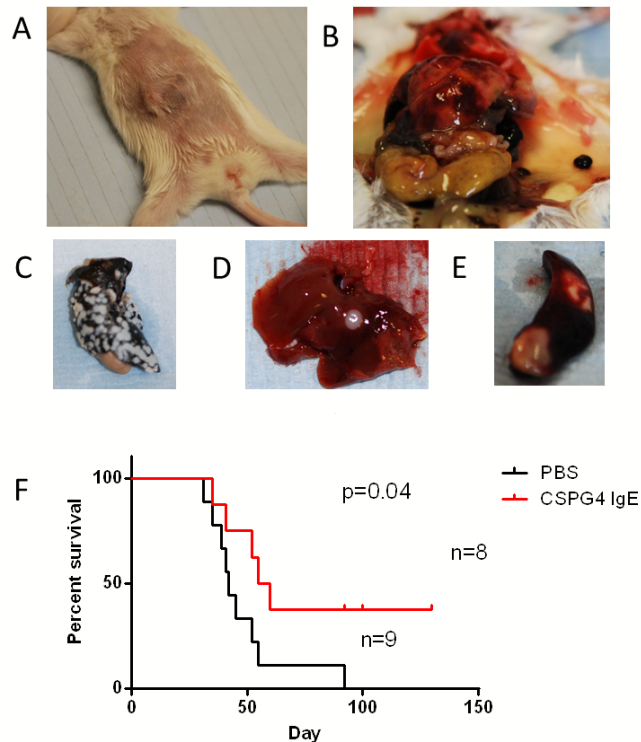 A
B
C
D
E
F
100
50
0
Percent survival
p=0.04
n=8
n=9
PBS
CSPG4 IgE
0
50
100
150
Day